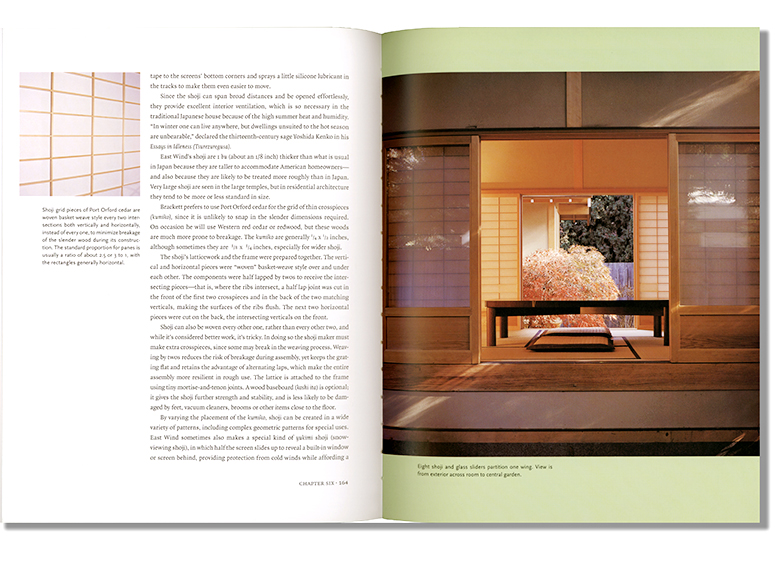 tape to the screens' bottom corners and sprays a little silicone lubricant in
the tracks to make them even easier to move.
Since the shoji can span broad distances and be opened effortlessly,
they provide excellent interior ventilation, which is so necessary in the
traditional Japanese house because of the high summer heat and humidity.
"In winter one can live anywhere, but dwellings unsuited to the hot season
are unbearable," declared the thirteenth-century sage Yoshida Kenko in his
Essays in Idleness (Tsurezuregusa).
East Wind's shoji are 1 bu (about an 1/8 inch) thicker than what is usual
in Japan because they are taller to accommodate American homeowners—
and also because they are likely to be treated more roughly than in Japan.
Very large shoji are seen in the large temples, but in residential architecture
they tend to be more or less standard in size.
Brackett prefers to use Port Orford cedar for the grid of thin crosspieces
(kumiko), since it is unlikely to snap in the slender dimensions required.
On occasion he will use Western red cedar or redwood, but these woods
are much more prone to breakage. The kumiko are generally 1/4 x 1/2 inches,
although sometimes they are x 3/4 inches, especially for wider shoji.
The shoji's latticework and the frame were prepared together. The verti-
cal and horizontal pieces were "woven" basket-weave style over and under
each other. The components were half lapped by twos to receive the inter-
secting pieces—that is, where the ribs intersect, a half lap joint was cut in
the front of the first two crosspieces and in the back of the two matching
verticals, making the surfaces of the ribs flush. The next two horizontal
pieces were cut on the back, the intersecting verticals on the front.
Shoji can also be woven every other one, rather than every other two, and
while it's considered better work, it's tricky. In doing so the shoji maker must
make extra crosspieces, since some may break in the weaving process. Weav-
ing by twos reduces the risk of breakage during assembly, yet keeps the grat-
ing flat and retains the advantage of alternating laps, which make the entire
assembly more resilient in rough use. The lattice is attached to the frame
using tiny mortise-and-tenon joints. A wood baseboard (koshi ita) is optional;
it gives the shoji further strength and stability, and is less likely to be dam-
aged by feet, vacuum cleaners, brooms or other items close to the floor.
By varying the placement of the kumiko, shoji can be created in a wide
variety of patterns, including complex geometric patterns for special uses.
East Wind sometimes also makes a special kind of yukimi shoji (snow-
viewing shoji), in which half the screen slides up to reveal a built-in window
or screen behind, providing protection from cold winds while affording a
CHAPTER SIX · 104
Shoji grid pieces of Port Orford cedar are
woven basket-weave style every two inter-
sections both vertically and horizontally,
instead of every one, to minimize breakage
of the slender wood during its construc-
tion. The standard proportion for panes is
usually a ratio of about 2.5 or 3 to 1, with
the rectangles generally horizontal.
Eight shoji and glass sliders partition one wing. View is
from exterior across room to central garden.